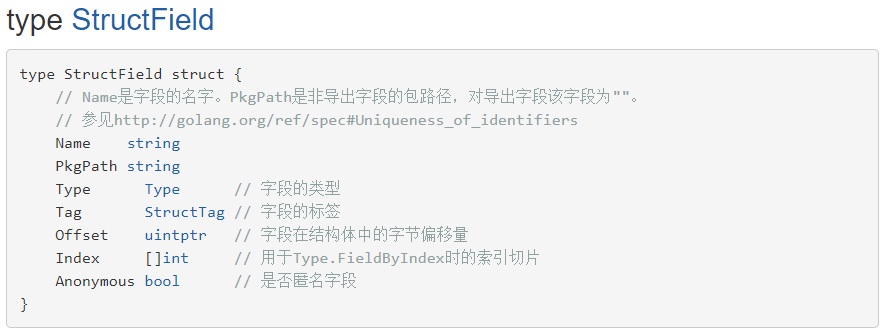 type StructField
type StructField struct {
    // Name是字段的名字。PkgPath是非导出字段的包路径，对导出字段该字段为""。
    // 参见http://golang.org/ref/spec#Uniqueness_of_identifiers
    Name    string
    PkgPath string
    Type      Type      // 字段的类型
    Tag       StructTag // 字段的标签
    Offset    uintptr   // 字段在结构体中的字节偏移量
    Index     []int     // 用于Type.FieldByIndex时的索引切片
    Anonymous bool      // 是否匿名字段
}